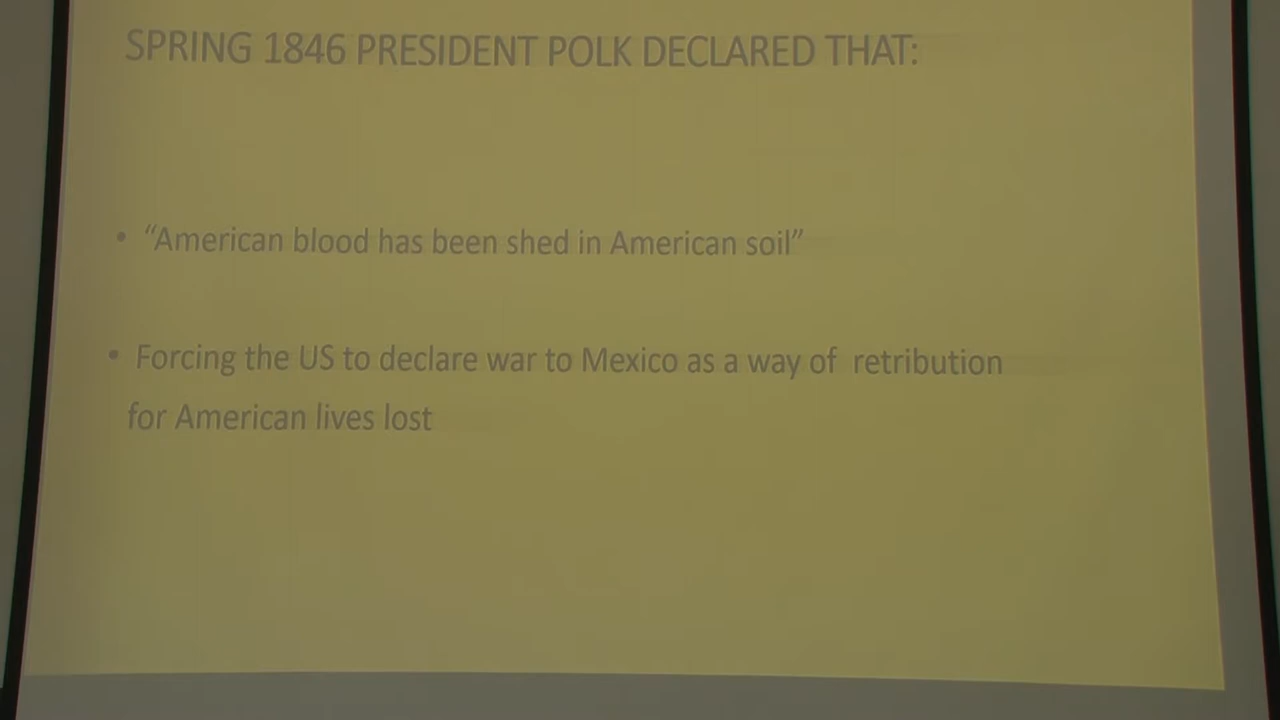 SPRING 1846 PRESIDENT POLK DECLARED THAT:
• “American blood has been shed in American soil”
• Forcing the US to declare war to Mexico as a way of retribution
for American lives lost